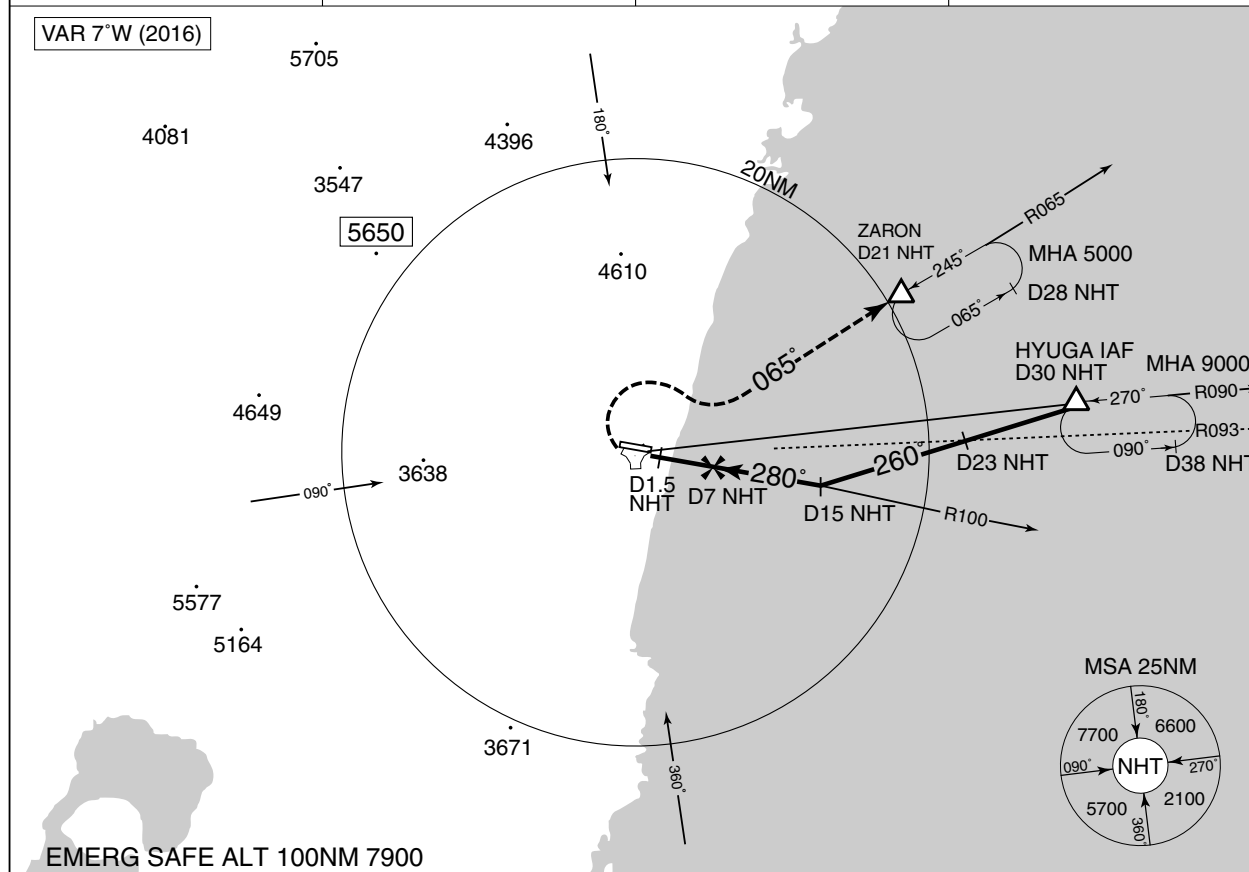 VAR 7°W (2016)
5705
4081
4396
3547
180°
20NM
5650
4610
R065
ZARON
D21 NHT
245°
MHA 5000
D28 NHT
065°
065°
HYUGA IAF
D30 NHT
MHA 9000
270°
R090
R093
090°
D38 NHT
4649
3638
090°
260°
D23 NHT
280°
D1.5
NHT
D7 NHT
D15 NHT
R100
5577
5164
3671
360°
MSA 25NM
180°
7700
6600
090°
NHT
270°
5700
2100
360°
EMERG SAFE ALT 100NM 7900